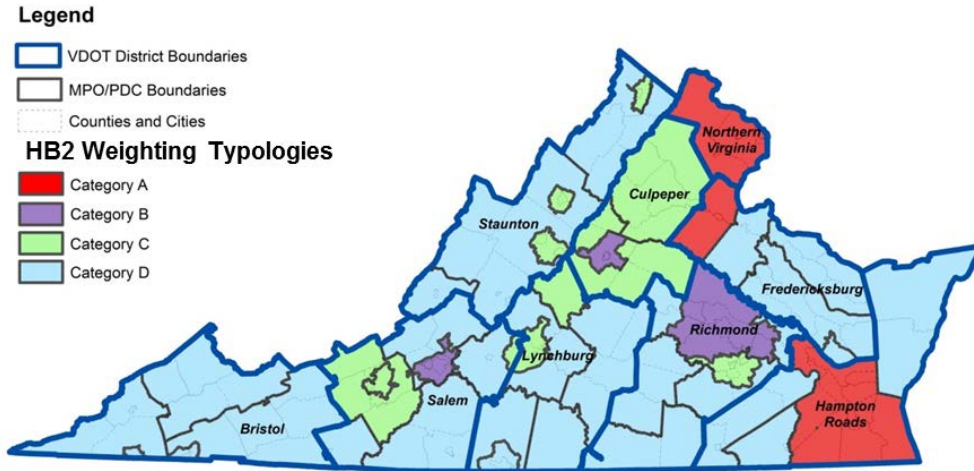 Legend
VDOT District Boundaries
MPO/PDC Boundaries
Counties and Cities
HB2 Weighting Typologies
Category A
Category B
Category C
Category D
Northern
Virginia
Culpeper
Staunton
Fredericksburg
Richmond
Lynchburg
Salem
Hampton
Roads
Bristol